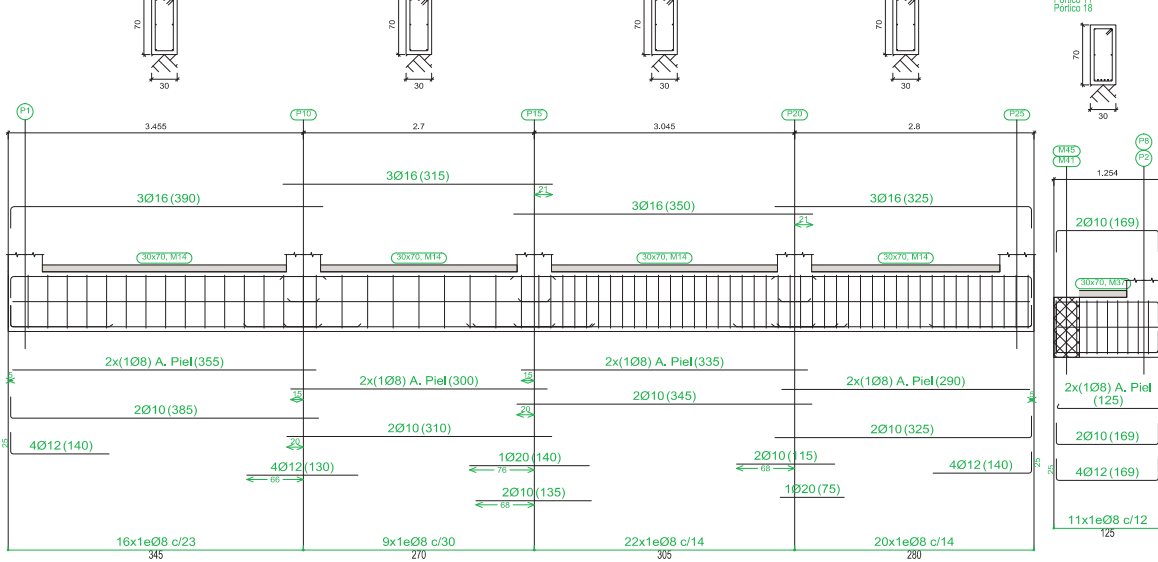 Pórtico 18
70
30
70
30
70
30
70
30
70
30
P1
P10
P15
P20
P25
3.455
2.7
3.045
2.8
M45
M41
P8
P2
1.254
3Ø16 (390)
3Ø16 (315)
21
3Ø16 (350)
3Ø16 (325)
21
2Ø10 (169)
30x70, M14
30x70, M14
30x70, M14
30x70, M14
30x70, M37
2x(1Ø8) A. Piel (355)
2x(1Ø8) A. Piel (300)
2x(1Ø8) A. Piel (335)
2x(1Ø8) A. Piel (290)
15
15
2x(1Ø8) A. Piel
(125)
2Ø10 (385)
2Ø10 (310)
2Ø10 (345)
2Ø10 (325)
20
20
2Ø10 (169)
25
4Ø12 (140)
4Ø12 (130)
66
1Ø20 (140)
76
2Ø10 (115)
68
4Ø12 (140)
25
25
4Ø12 (169)
2Ø10 (135)
68
1Ø20 (75)
16x1eØ8 c/23
9x1eØ8 c/30
22x1eØ8 c/14
20x1eØ8 c/14
11x1eØ8 c/12
345
270
305
280
125